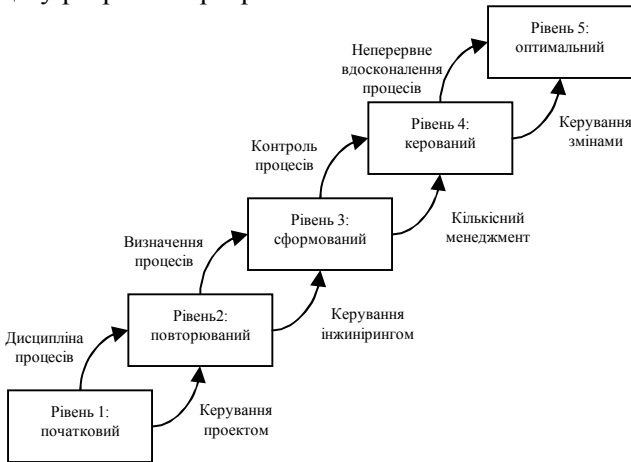 Рівень 5:
оптимальний
Неперервне
вдосконалення
процесів
Рівень 4:
керований
Керування
змінами
Контроль
процесів
Рівень 3:
сформований
Кількісний
менеджмент
Визначення
процесів
Рівень2:
повторюваний
Керування
інжинірингом
Дисципліна
процесів
Рівень 1:
початковий
Керування
проектом